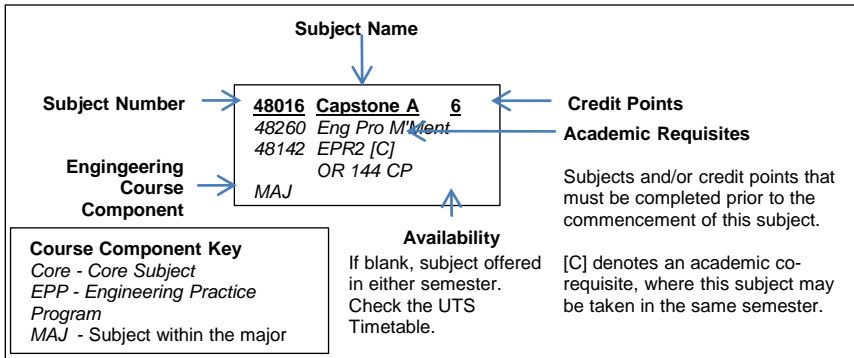 Subject Name
Subject Number
48016 Capstone A 6
48260 Eng Pro M'Ment
48142 EPR2 [C]
OR 144 CP
MAJ
Credit Points
Academic Requisites
Engingeering
Course
Component
Subjects and/or credit points that
must be completed prior to the
commencement of this subject.
[C] denotes an academic co-
requisite, where this subject may
be taken in the same semester.
Availability
If blank, subject offered
in either semester.
Check the UTS
Timetable.
Course Component Key
Core - Core Subject
EPP - Engineering Practice
Program
MAJ - Subject within the major